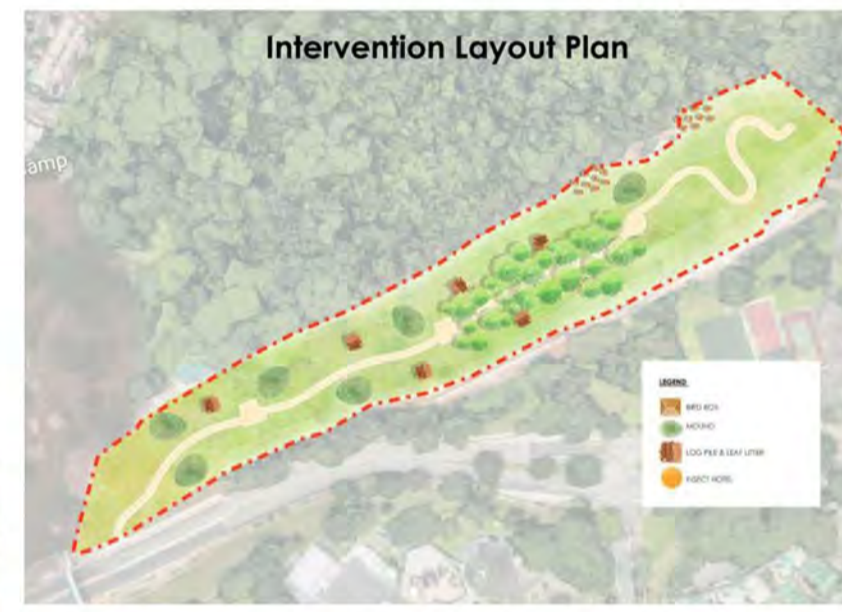 Intervention Layout Plan
amp
LEGEND
BIRD BOX
MOUND
LOG PILE & LEAF LITTER
INSECT HOTEL